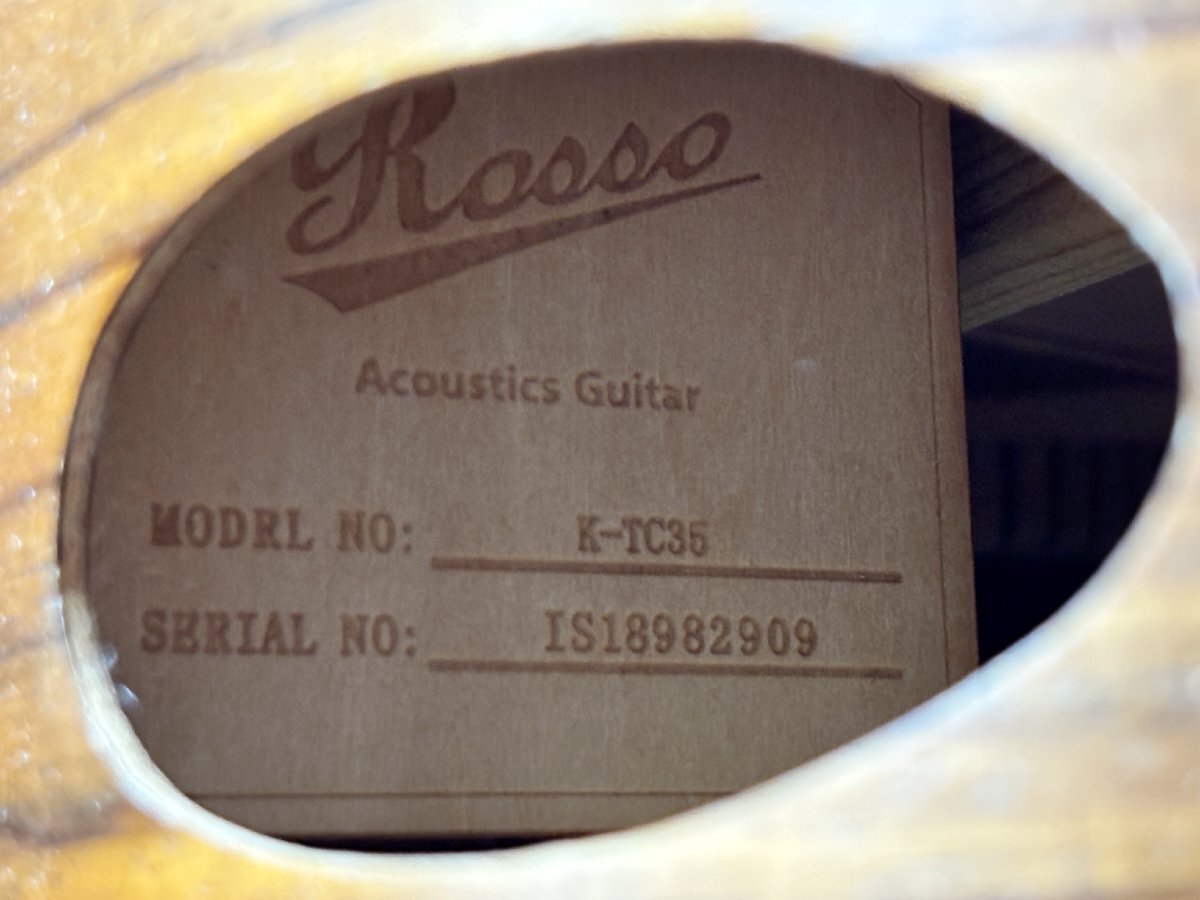 Rosso
Acoustics Guitar
MODRL NO: K-TC35
SERIAL NO: IS18982909